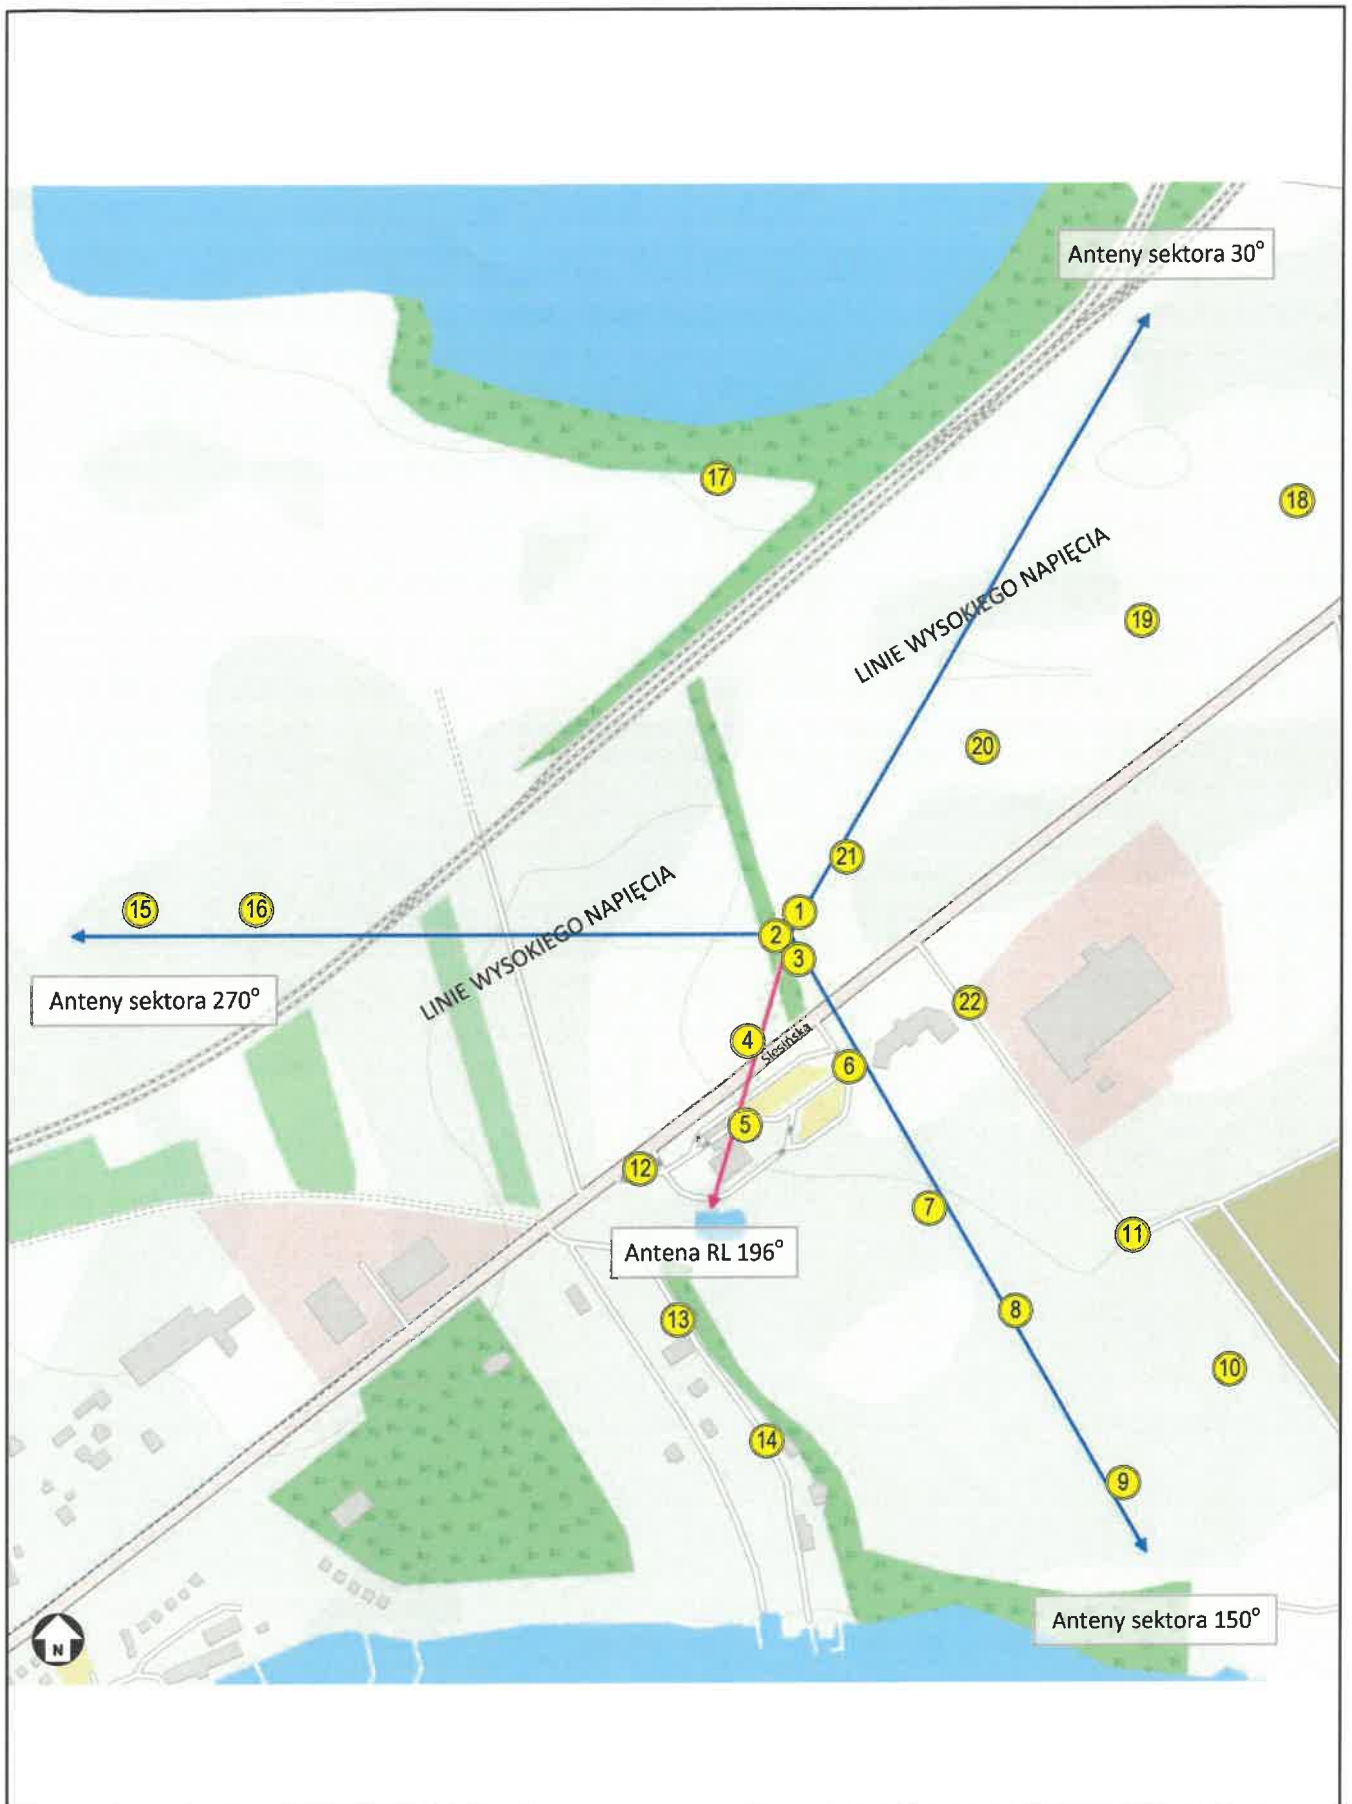 Anteny sektora 30°
17
18
LINIE WYSOKIEGO NAPIĘCIA
19
20
21
LINIE WYSOKIEGO NAPIĘCIA
15
16
1
2
3
Anteny sektora 270°
22
4
Ślesińska
6
5
12
7
11
Antena RL 196°
8
13
10
14
9
Anteny sektora 150°
N